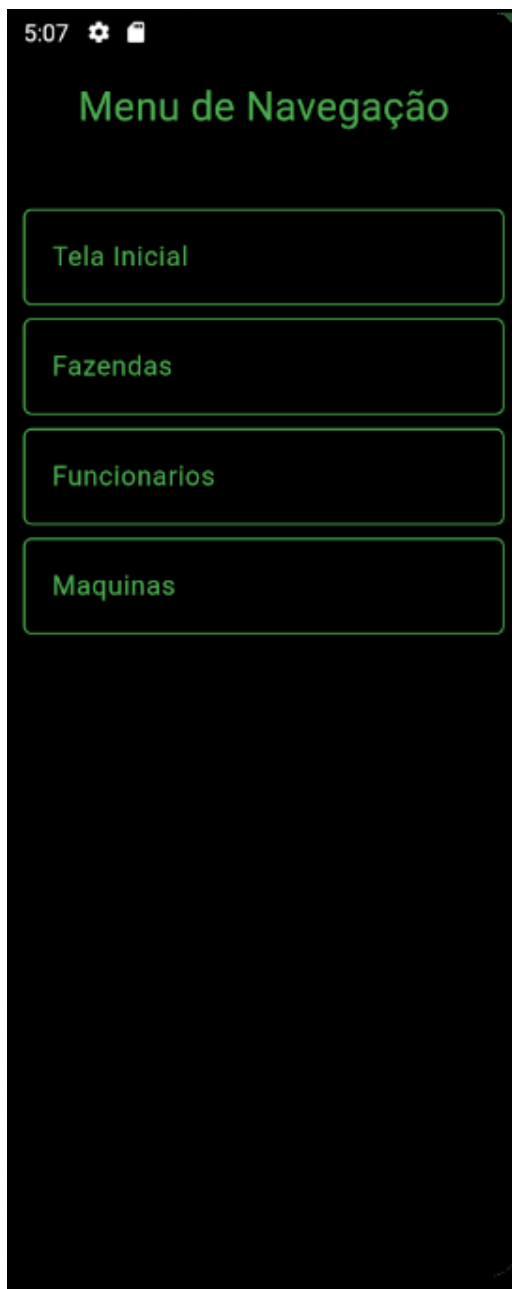 5:07
Menu de Navegação
Tela Inicial
Fazendas
Funcionarios
Maquinas